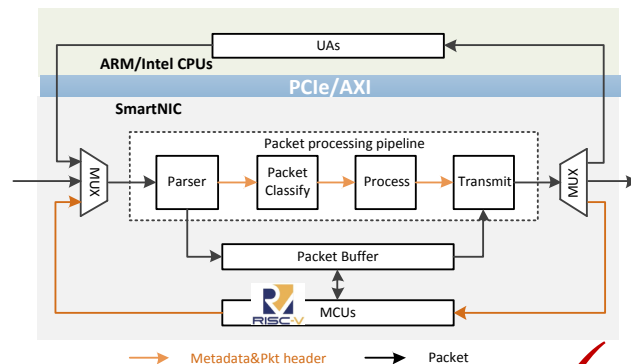 UAs
ARM/Intel CPUs
PCIe/AXI
SmartNIC
Packet processing pipeline
MUX
Parser
Packet
Classify
Process
Transmit
MUX
Packet Buffer
RISC-V
MCUs
Metadata&Pkt header
Packet